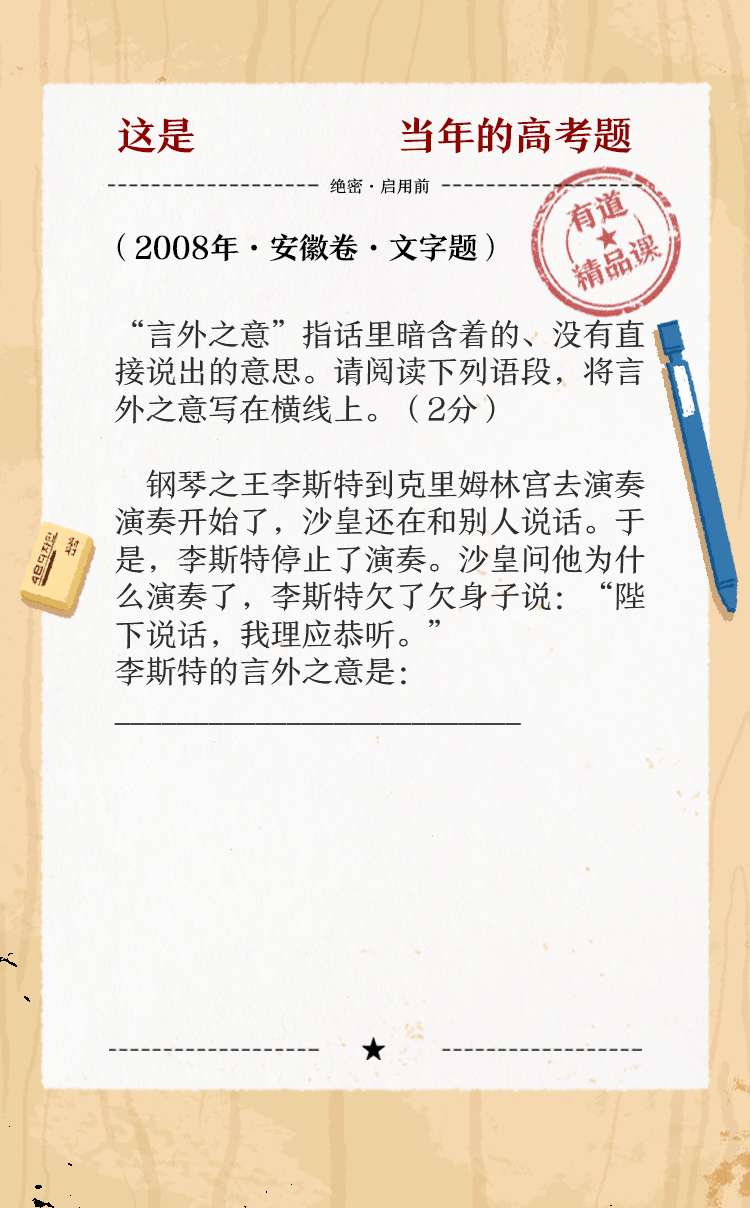 这是 当年的高考题
绝密·启用前
有道
精品课
(2008年·安徽卷·文字题)
“言外之意”指话里暗含着的、没有直
接说出的意思。请阅读下列语段，将言
外之意写在横线上。(2分)
钢琴之王李斯特到克里姆林宫去演奏
演奏开始了，沙皇还在和别人说话。于
是，李斯特停止了演奏。沙皇问他为什
么演奏了，李斯特欠了欠身子说：“陛
下说话，我理应恭听。”
李斯特的言外之意是：